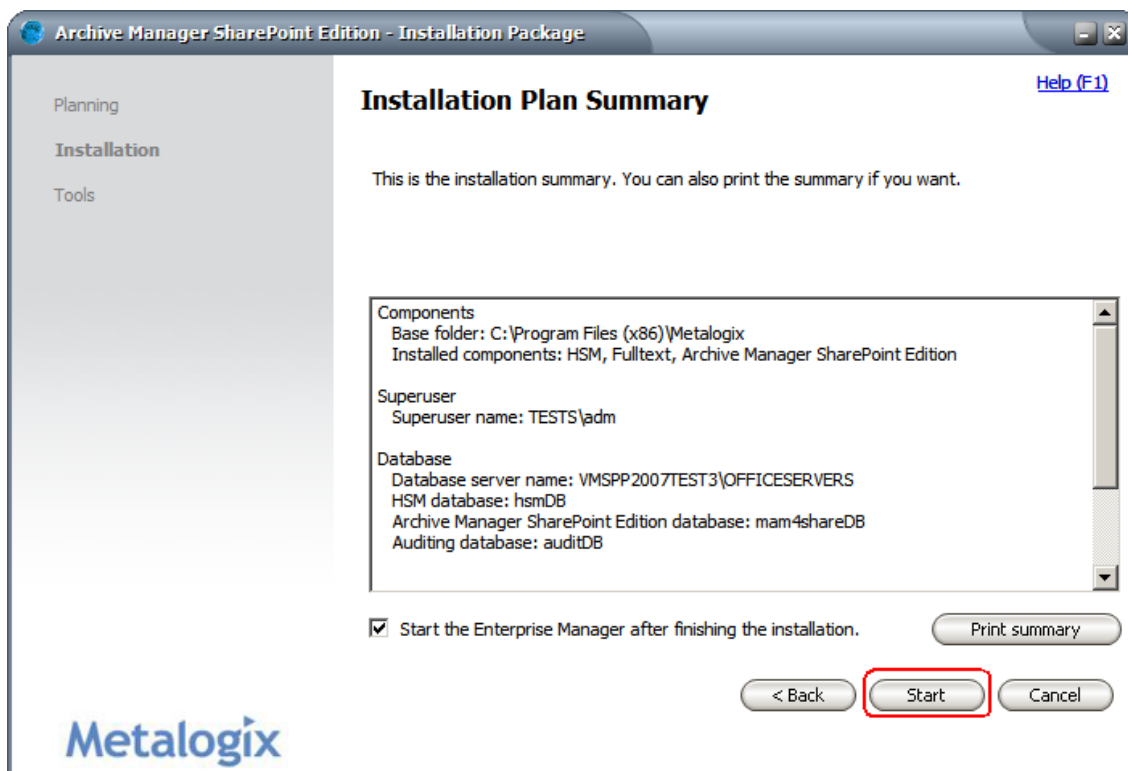 Archive Manager SharePoint Edition - Installation Package
Help (F1)
Planning
Installation
Tools
Installation Plan Summary
This is the installation summary. You can also print the summary if you want.
Components
Base folder: C:\Program Files (x86)\Metalogix
Installed components: HSM, Fulltext, Archive Manager SharePoint Edition
Superuser
Superuser name: TESTS\adm
Database
Database server name: VMSPP2007TEST3\OFFICESERVERS
HSM database: hsmDB
Archive Manager SharePoint Edition database: mam4shareDB
Auditing database: auditDB
Start the Enterprise Manager after finishing the installation.
Print summary
< Back
Start
Cancel
Metalogix